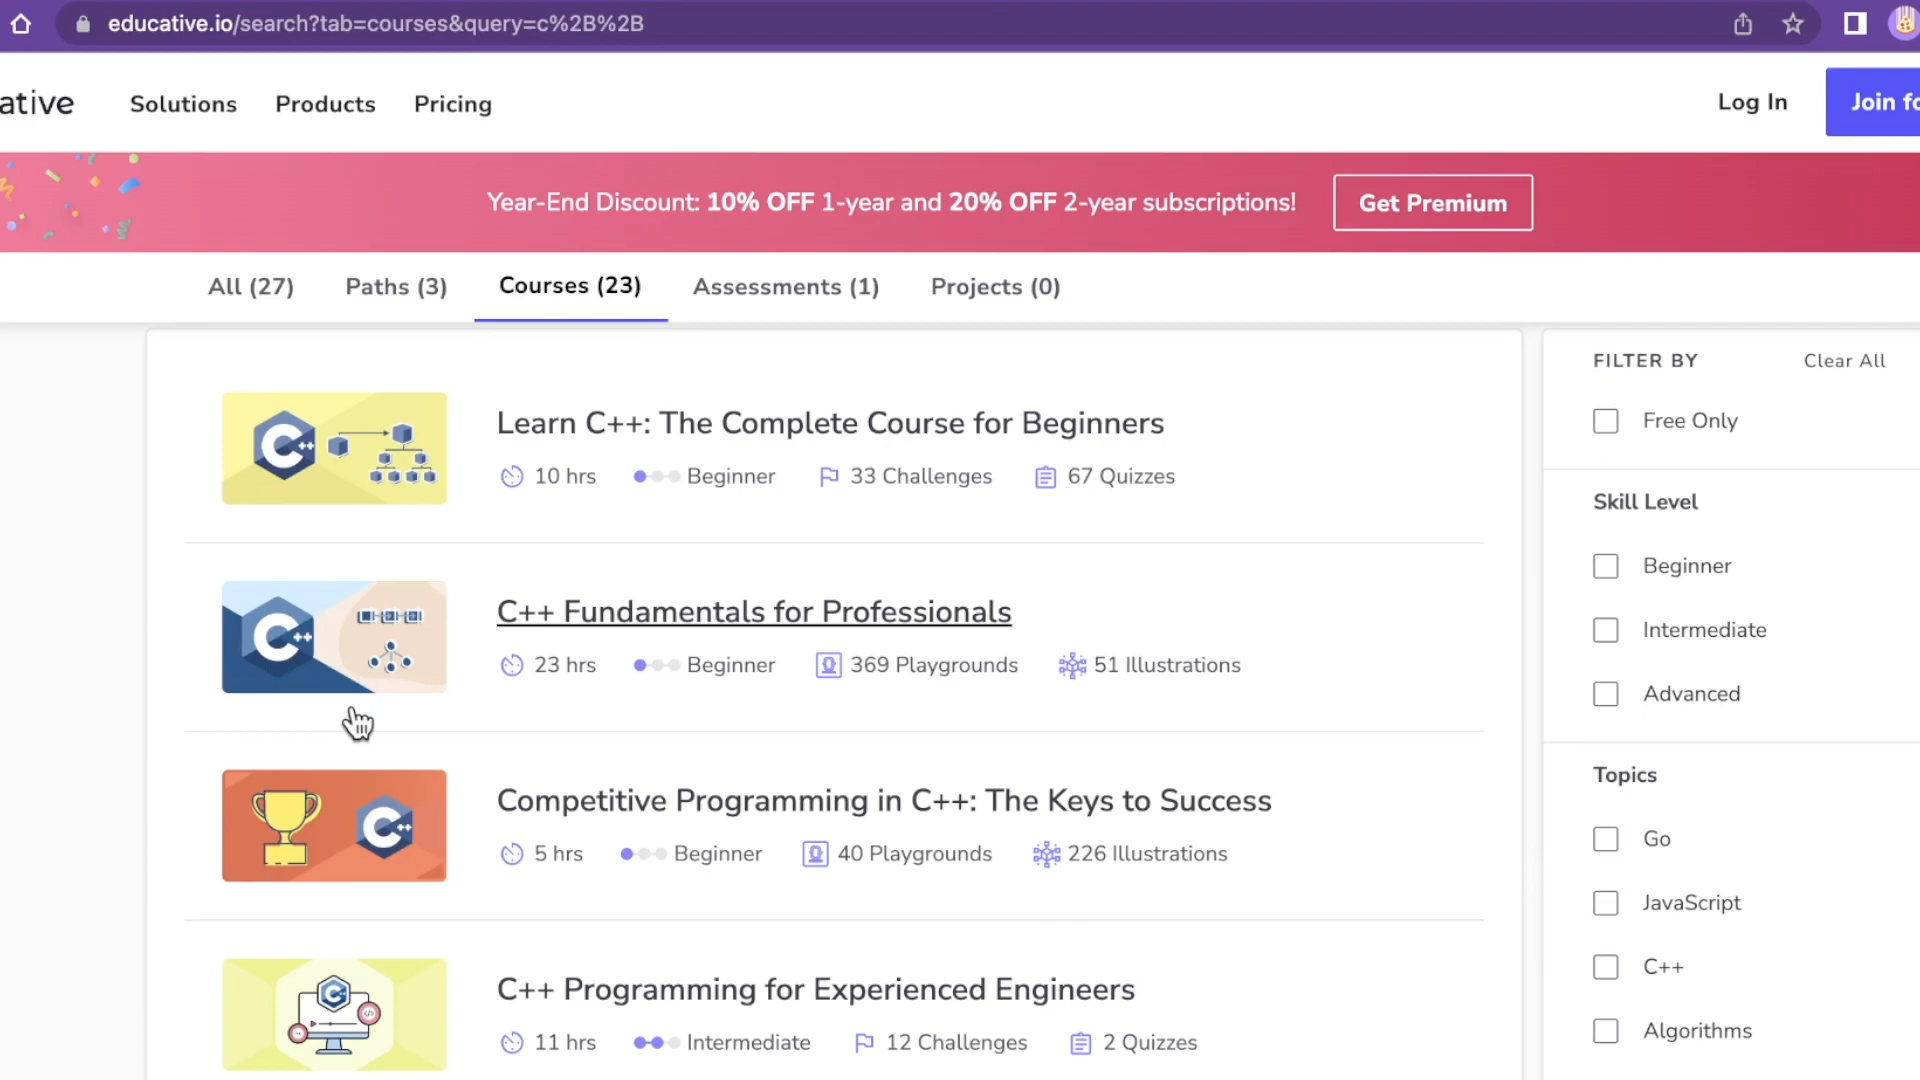 educative.io/search?tab=courses&query=c%2B%2B
ative
Solutions
Products
Pricing
Log In
Join fo
Year-End Discount: 10% OFF 1-year and 20% OFF 2-year subscriptions!
Get Premium
All (27)
Paths (3)
Courses (23)
Assessments (1)
Projects (0)
Learn C++: The Complete Course for Beginners
10 hrs
Beginner
33 Challenges
67 Quizzes
C++ Fundamentals for Professionals
23 hrs
Beginner
369 Playgrounds
51 Illustrations
Competitive Programming in C++: The Keys to Success
5 hrs
Beginner
40 Playgrounds
226 Illustrations
C++ Programming for Experienced Engineers
11 hrs
Intermediate
12 Challenges
2 Quizzes
FILTER BY
Clear All
Free Only
Skill Level
Beginner
Intermediate
Advanced
Topics
Go
JavaScript
C++
Algorithms
C++
C++
C++
C++